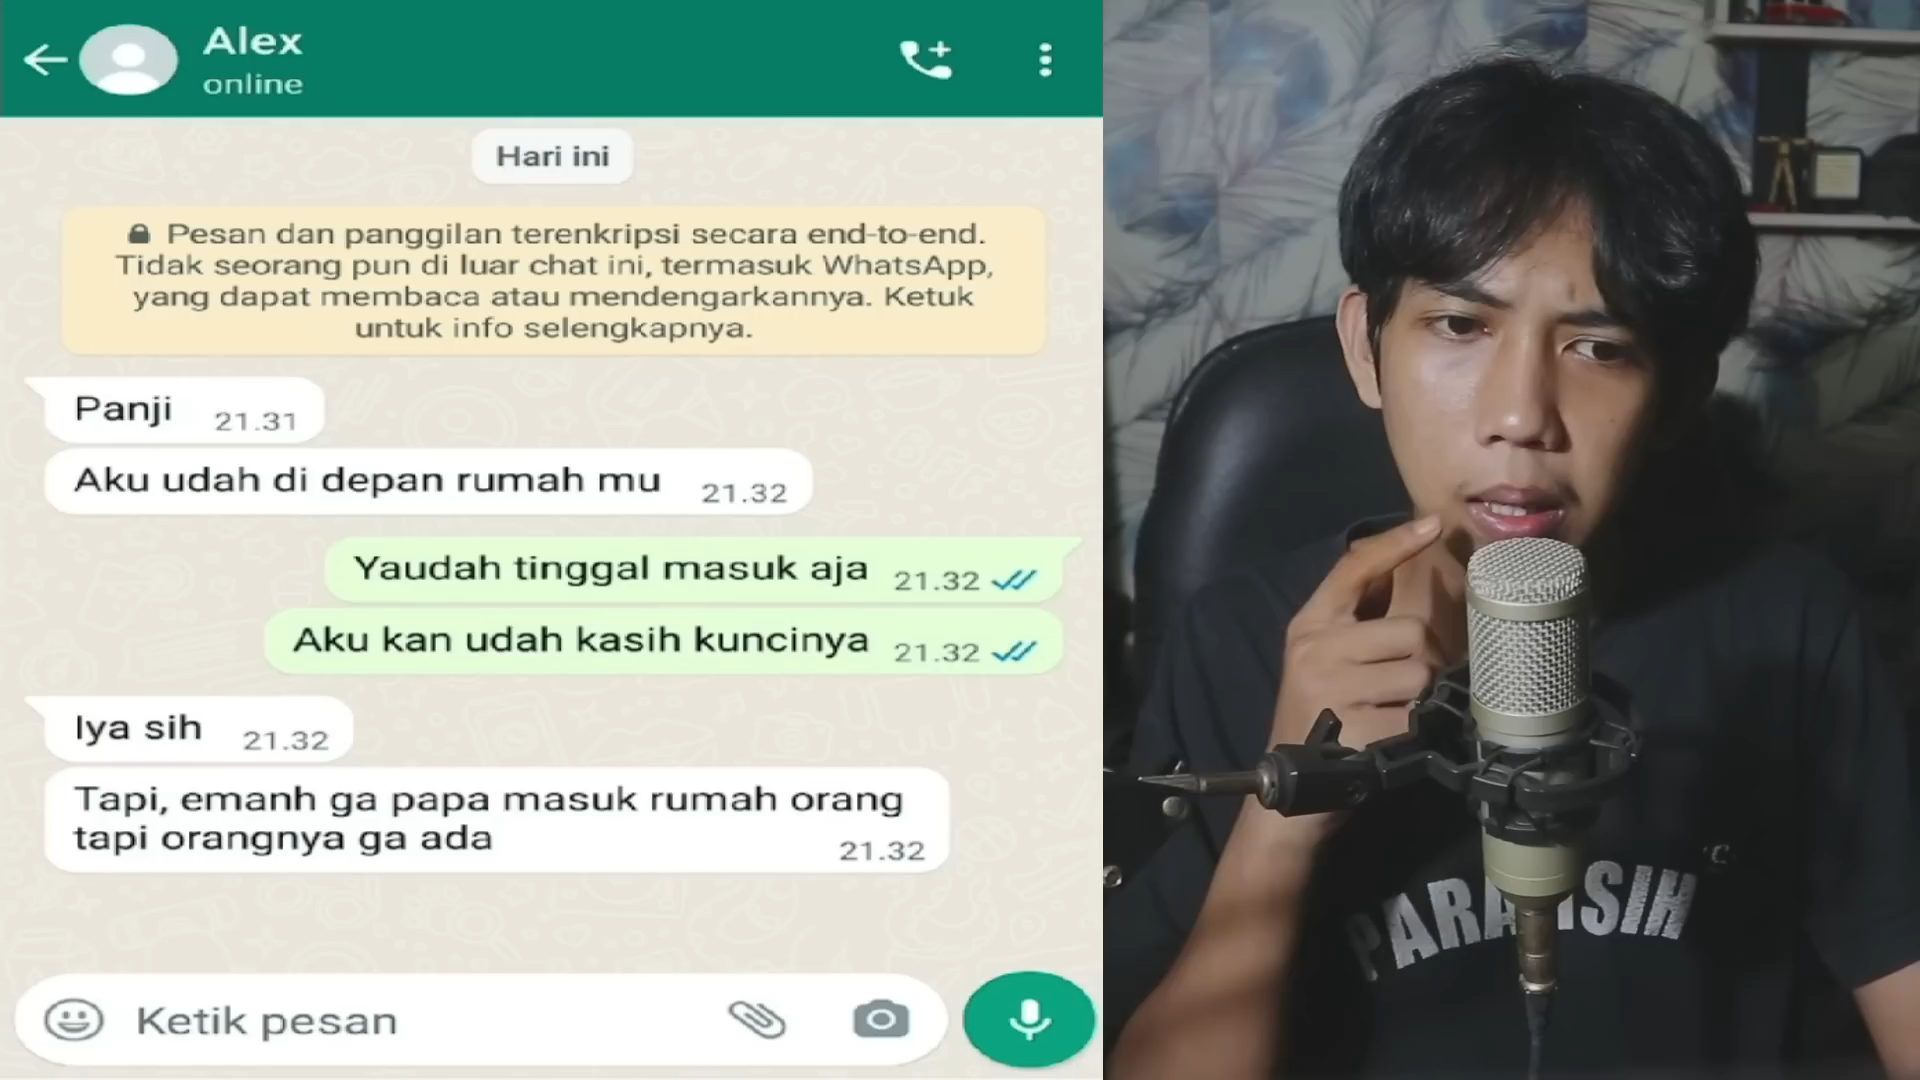 Alex
online
Hari ini
Pesan dan panggilan terenkripsi secara end-to-end.
Tidak seorang pun di luar chat ini, termasuk WhatsApp,
yang dapat membaca atau mendengarkannya. Ketuk
untuk info selengkapnya.
Panji 21.31
Aku udah di depan rumah mu 21.32
Yaudah tinggal masuk aja 21.32
Aku kan udah kasih kuncinya 21.32
Iya sih 21.32
Tapi, emanh ga papa masuk rumah orang
tapi orangnya ga ada 21.32
Ketik pesan